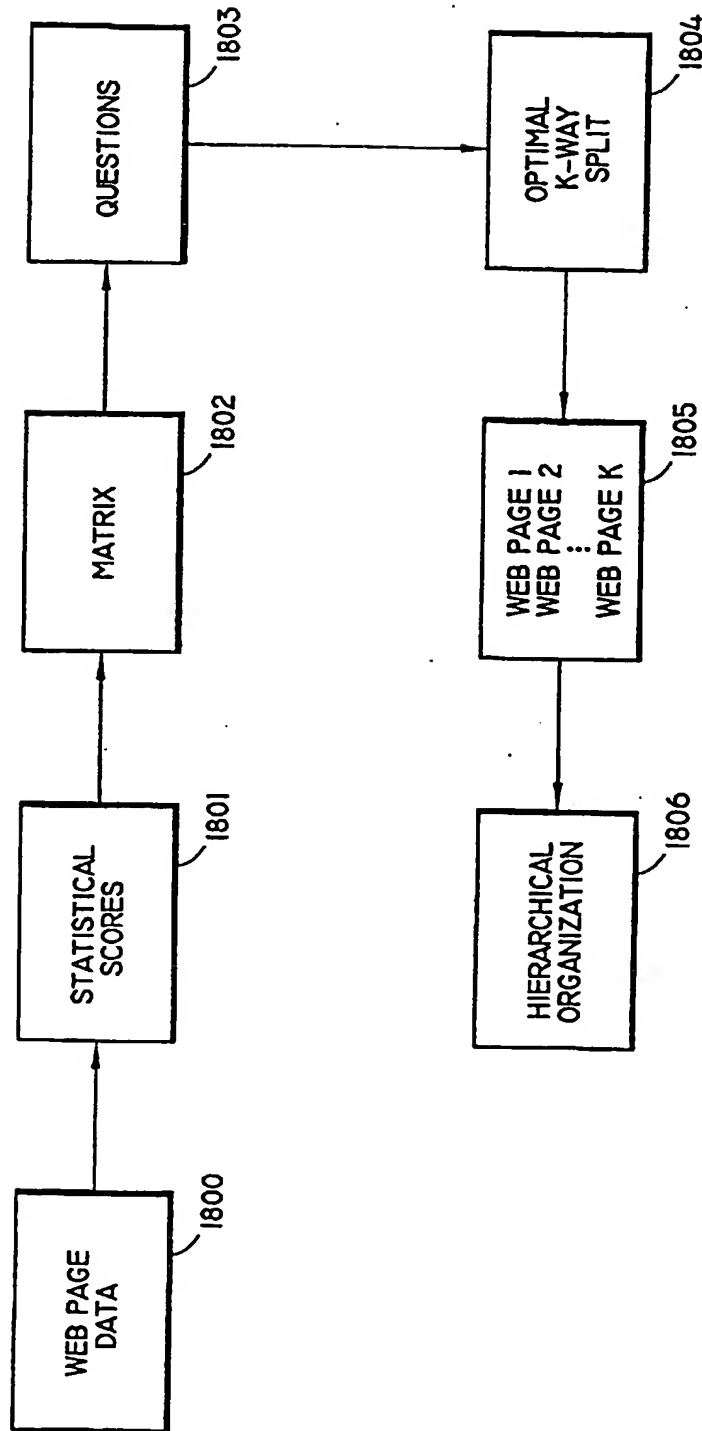 WEB PAGE
DATA
1800
STATISTICAL
SCORES
1801
MATRIX
1802
QUESTIONS
1803
OPTIMAL
K-WAY
SPLIT
1804
WEB PAGE 1
WEB PAGE 2
⋮
WEB PAGE K
1805
HIERARCHICAL
ORGANIZATION
1806